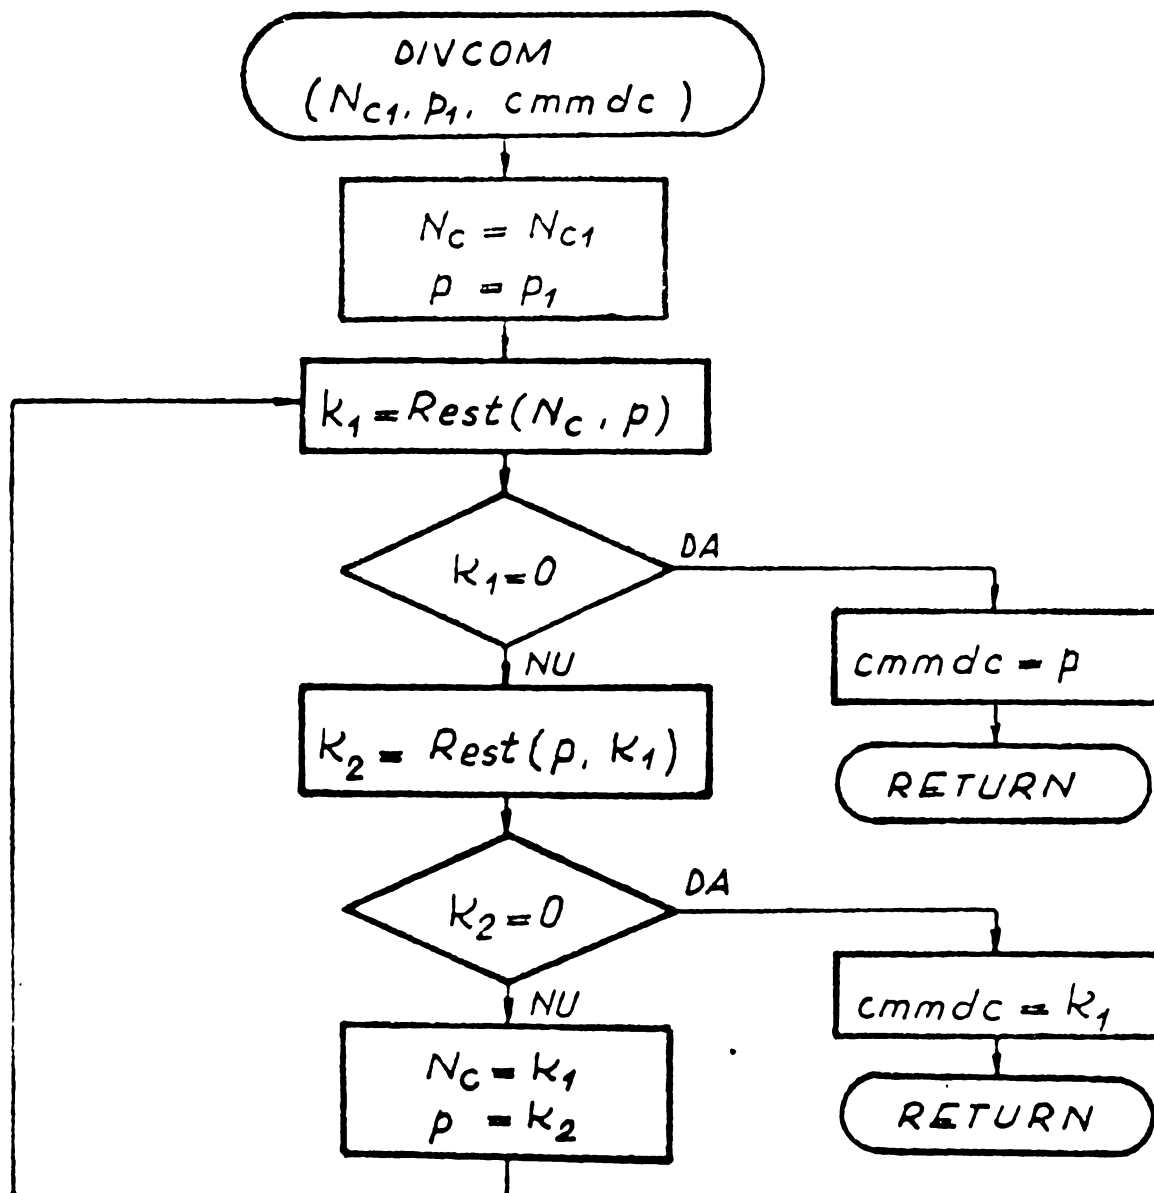 DIVCOM
(Nc1, p1, cmmdc)
Nc = Nc1
p = p1
k1 = Rest(Nc, p)
k1 = 0
DA
cmmdc = p
NU
RETURN
k2 = Rest(p, k1)
k2 = 0
DA
cmmdc = k1
NU
RETURN
Nc = k1
p = k2